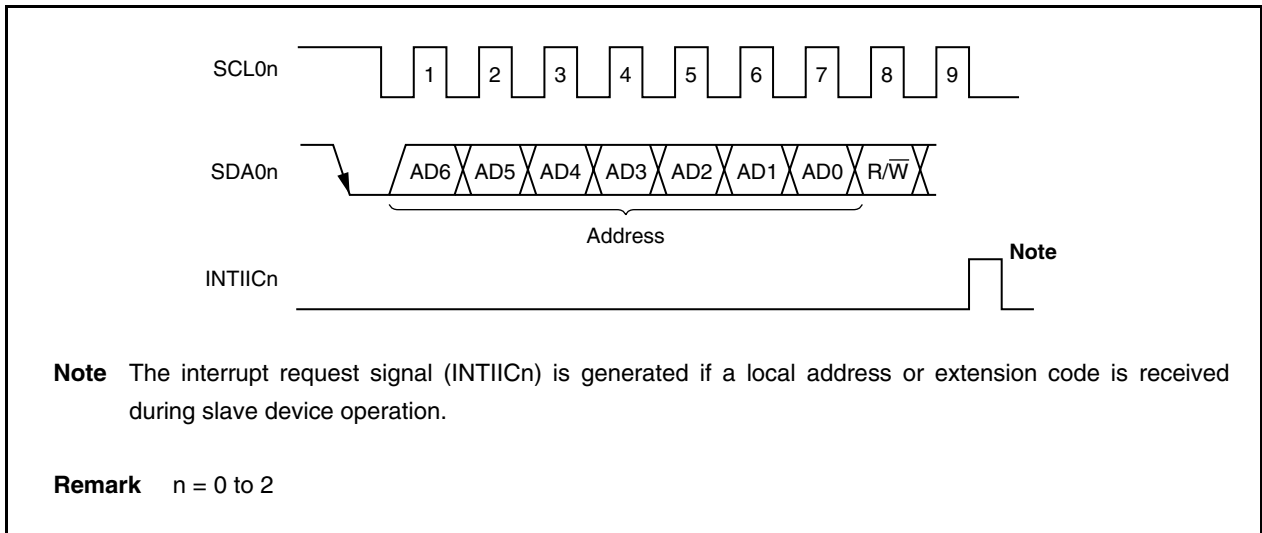 SCL0n 1 2 3 4 5 6 7 8 9
SDA0n AD6 AD5 AD4 AD3 AD2 AD1 AD0 R/W̅
Address
Note
INTIICn
Note The interrupt request signal (INTIICn) is generated if a local address or extension code is received
during slave device operation.
Remark n = 0 to 2